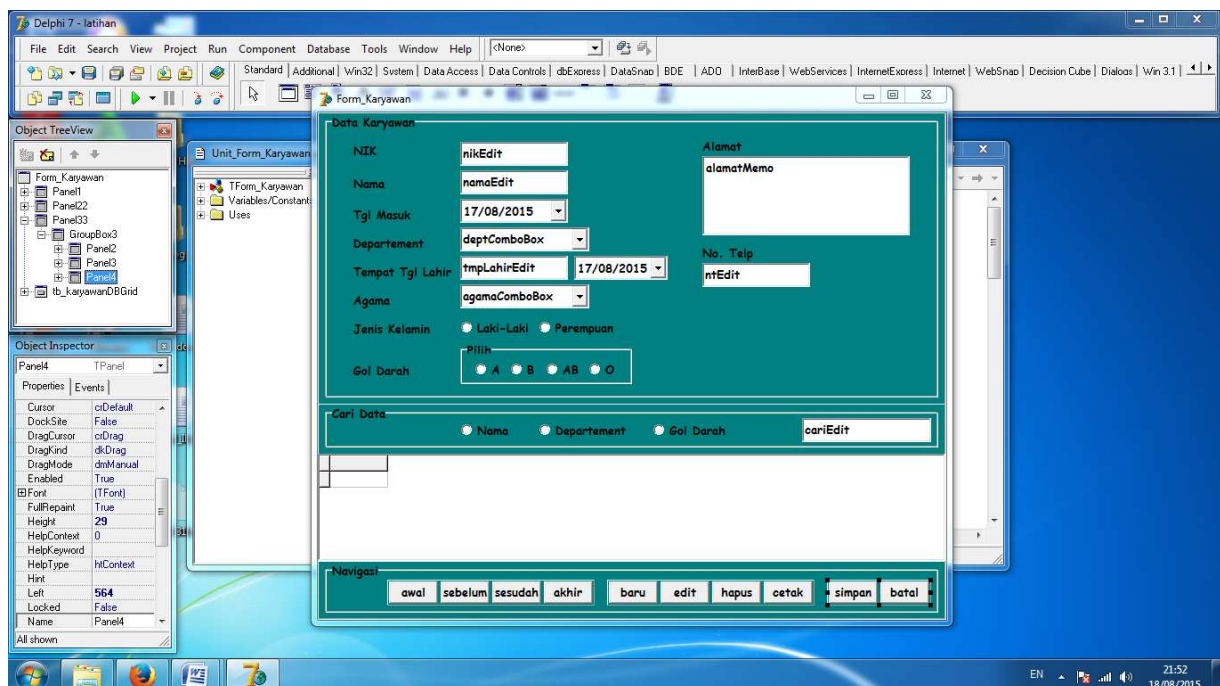 Delphi 7 - latihan
File Edit Search View Project Run Component Database Tools Window Help <None>
Standard Additional Win32 System Data Access Data Controls dbExpress DataSnap BDE ADO InterBase WebServices InternetExpress Internet WebSnap Decision Cube Dialogs Win 3.1
Object TreeView
Form_Karyawan
Panel1
Panel22
Panel33
GroupBox3
Panel2
Panel3
Panel4
tb_karyawanDBGrid
Object Inspector
Panel4 TPanel
Properties Events
Cursor crDefault
DockSite False
DragCursor crDrag
DragKind dkDrag
DragMode dmManual
Enabled True
Font (TFont)
FullRepaint True
Height 29
HelpContext 0
HelpKeyword
HelpType htContext
Hint
Left 564
Locked False
Name Panel4
All shown
Unit_Form_Karyawan
TForm_Karyawan
Variables/Constant
Uses
Form_Karyawan
Data Karyawan
NIK nikEdit
Nama namaEdit
Tgl Masuk 17/08/2015
Departement deptComboBox
Tempat Tgl Lahir tmpLahirEdit 17/08/2015
Agama agamaComboBox
Jenis Kelamin Laki-Laki Perempuan
Pilih
Gol Darah A B AB O
Alamat
alamatMemo
No. Telp
ntEdit
Cari Data
Nama Departement Gol Darah cariEdit
Navigasi
awal sebelum sesudah akhir baru edit hapus cetak simpan batal
EN 21:52
18/08/2015